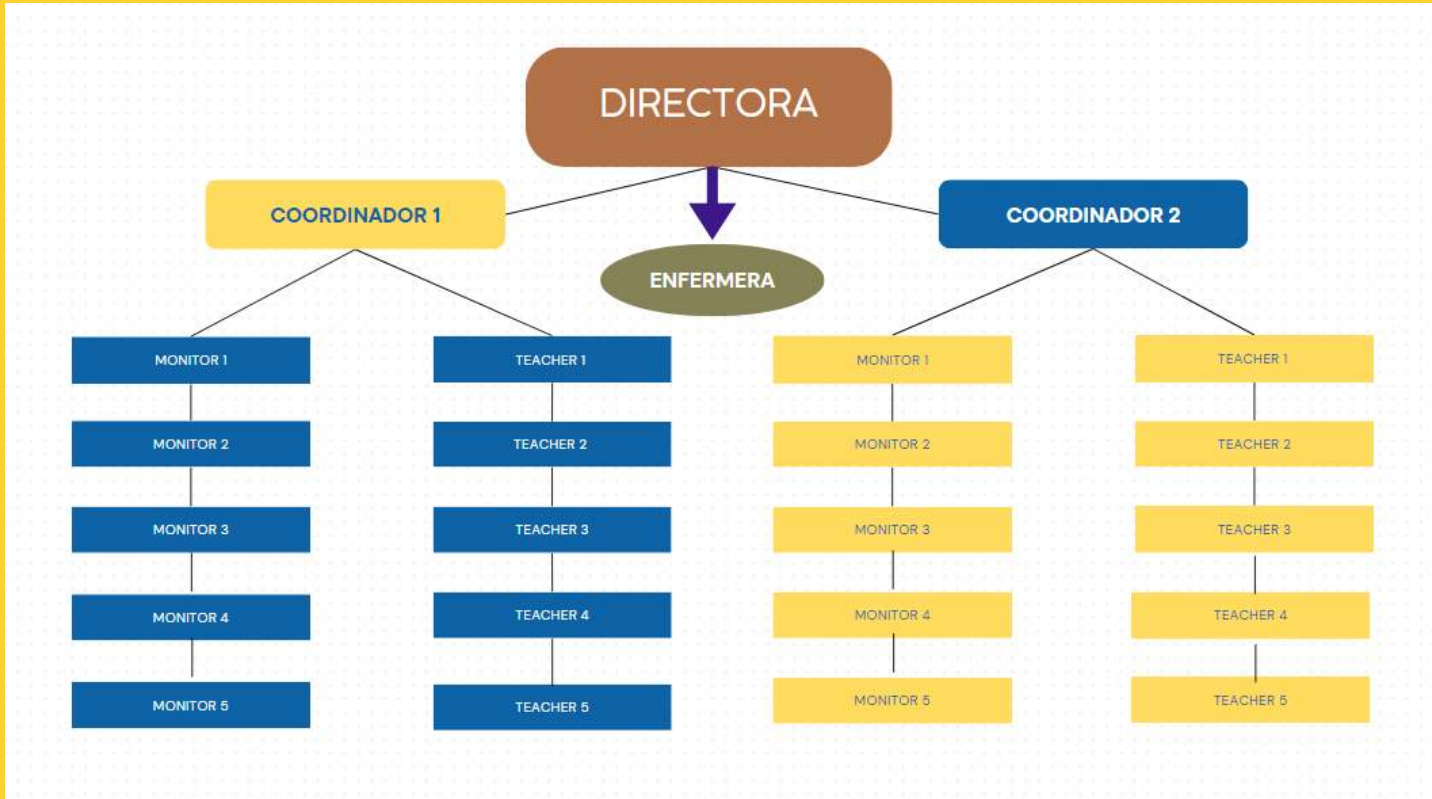 DIRECTORA
COORDINADOR 1
COORDINADOR 2
ENFERMERA
MONITOR 1
MONITOR 2
MONITOR 3
MONITOR 4
MONITOR 5
TEACHER 1
TEACHER 2
TEACHER 3
TEACHER 4
TEACHER 5
MONITOR 1
MONITOR 2
MONITOR 3
MONITOR 4
MONITOR 5
TEACHER 1
TEACHER 2
TEACHER 3
TEACHER 4
TEACHER 5